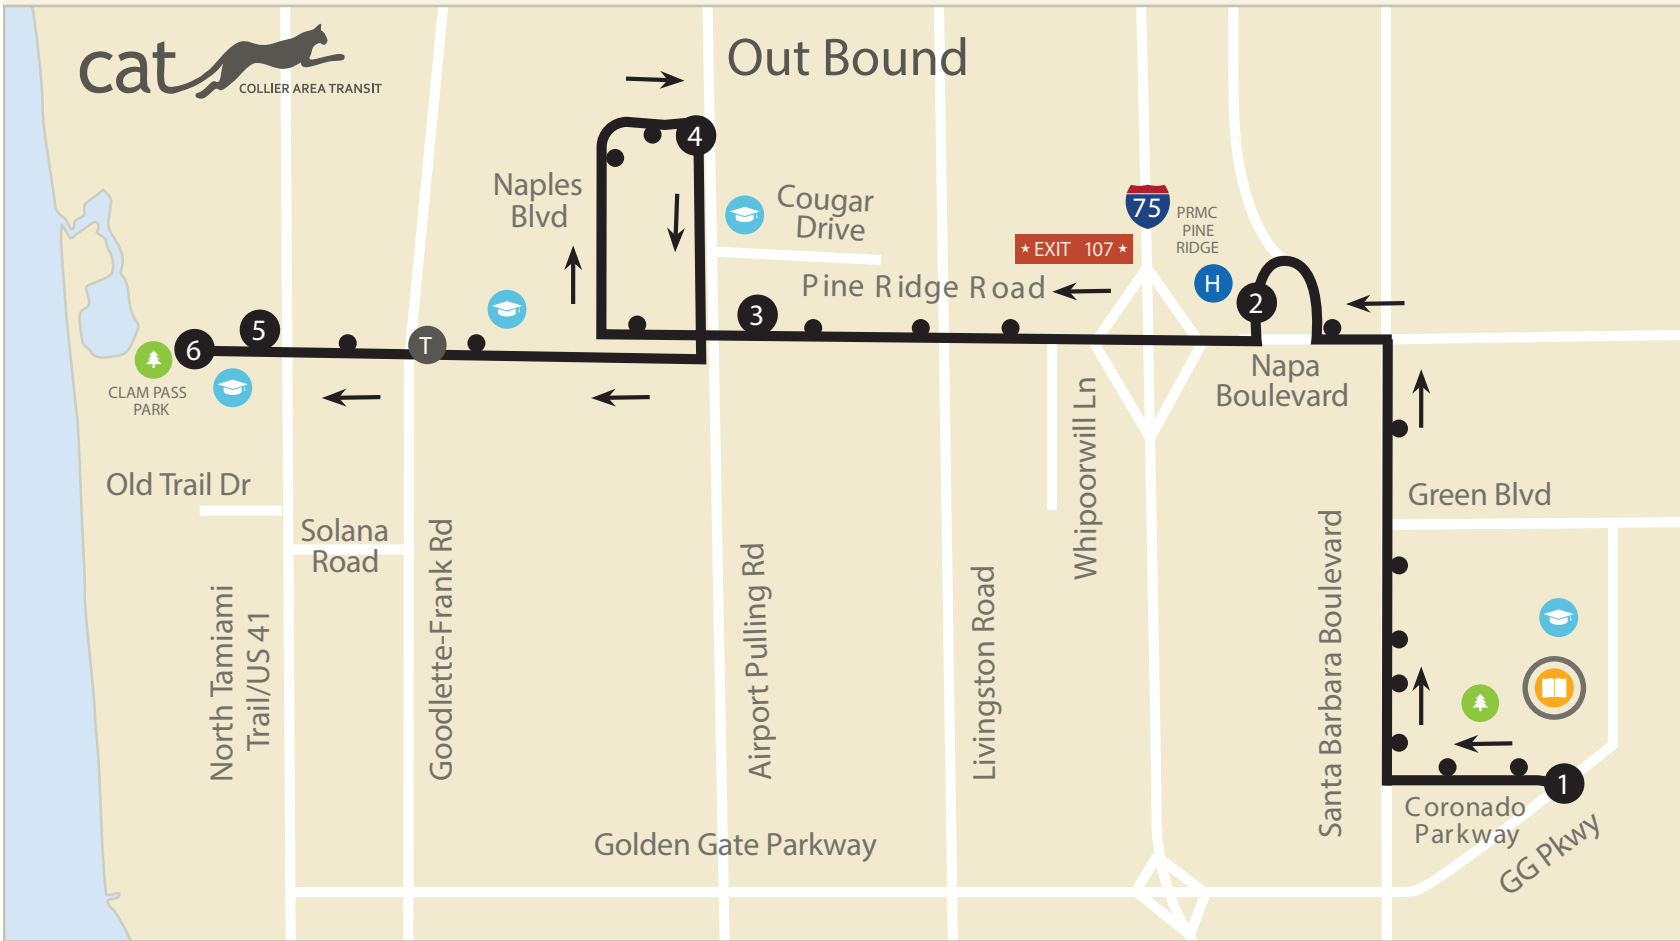 cat
COLLIER AREA TRANSIT
Out Bound
4
Naples
Blvd
Cougar
Drive
75
PRMC
PINE
RIDGE
EXIT 107
H
Pine Ridge Road
2
3
5
6
T
CLAM PASS
PARK
Napa
Boulevard
Old Trail Dr
Solana
Road
Green Blvd
North Tamiami
Trail/US 41
Goodlette-Frank Rd
Airport Pulling Rd
Livingston Road
Whipoorwill Ln
Santa Barbara Boulevard
1
Coronado
Parkway
GG Pkwy
Golden Gate Parkway